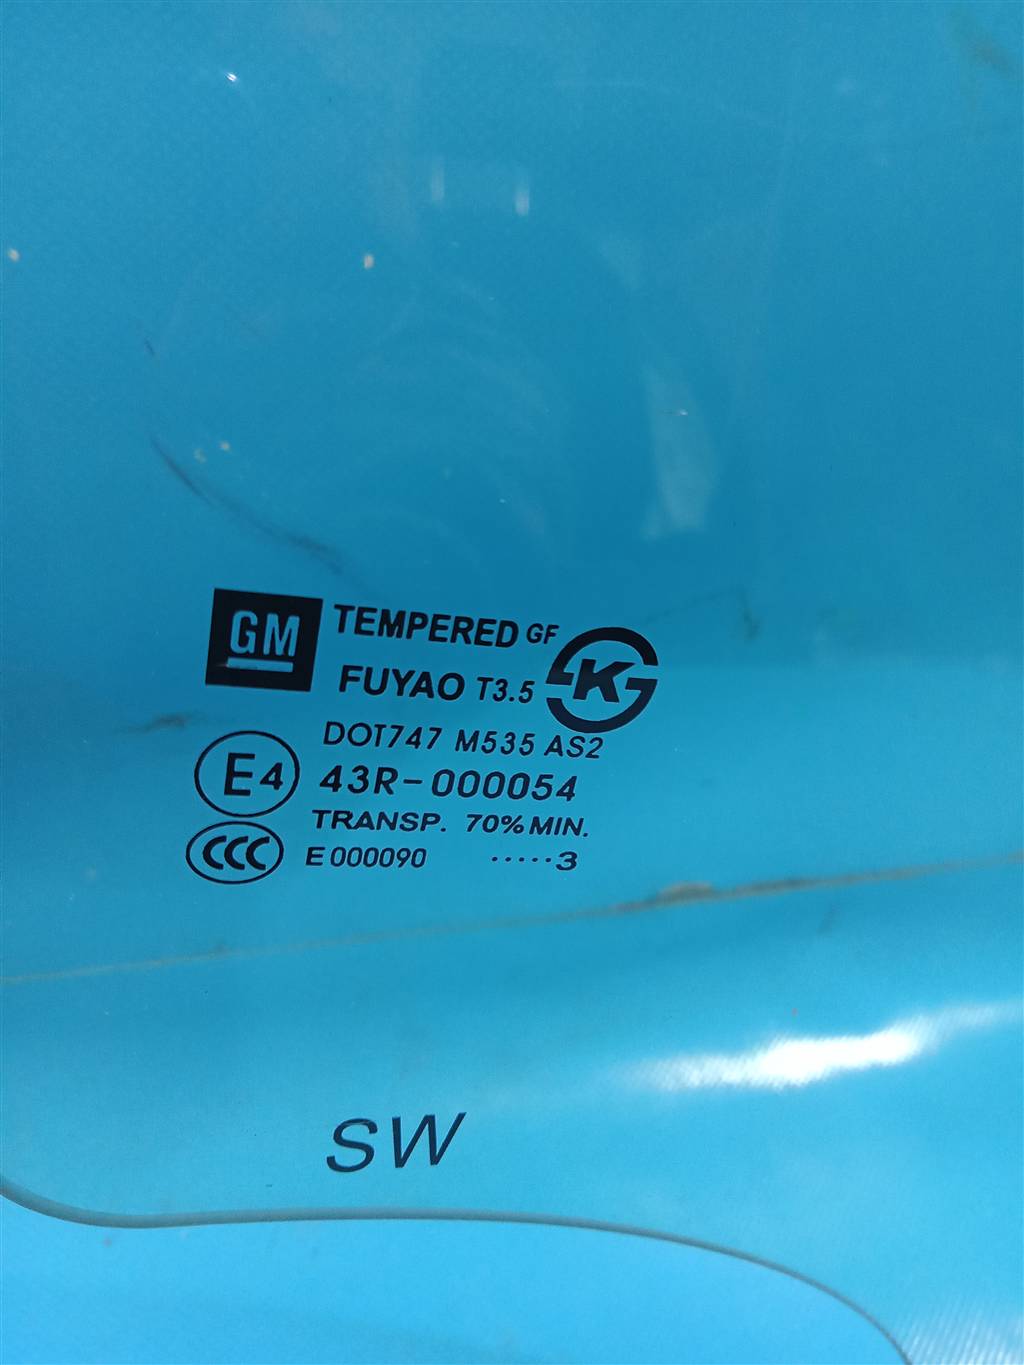 GM TEMPERED GF
FUYAO T3.5 KS
DOT747 M535 AS2
E4 43R-000054
TRANSP. 70% MIN.
CCC E000090 ·····3
SW